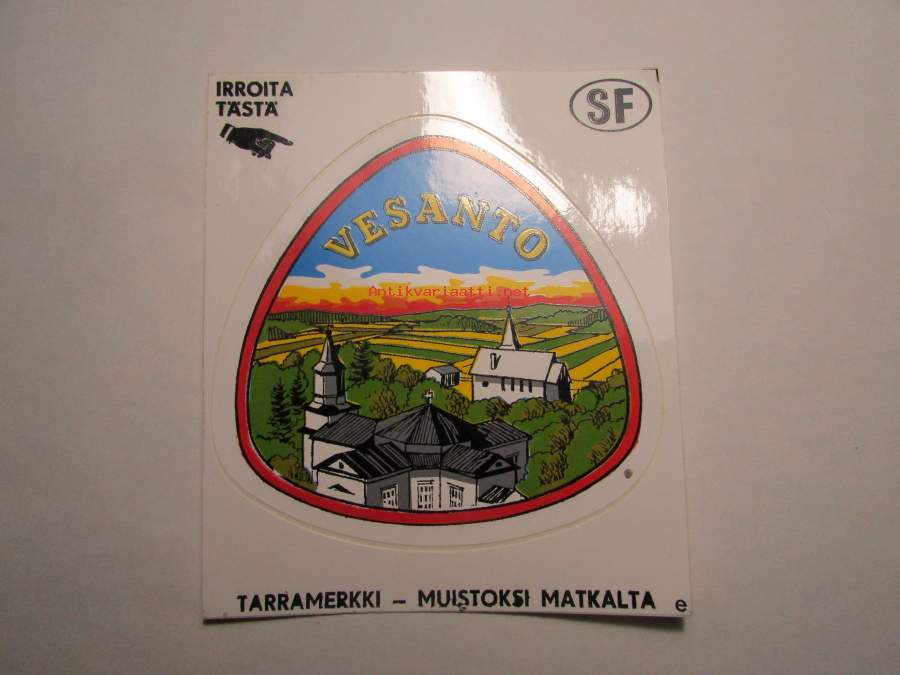 IRROITA
TÄSTÄ
SF
VESANTO
Antikvariaatti.net
TARRAMERKKI – MUISTOKSI MATKALTA e